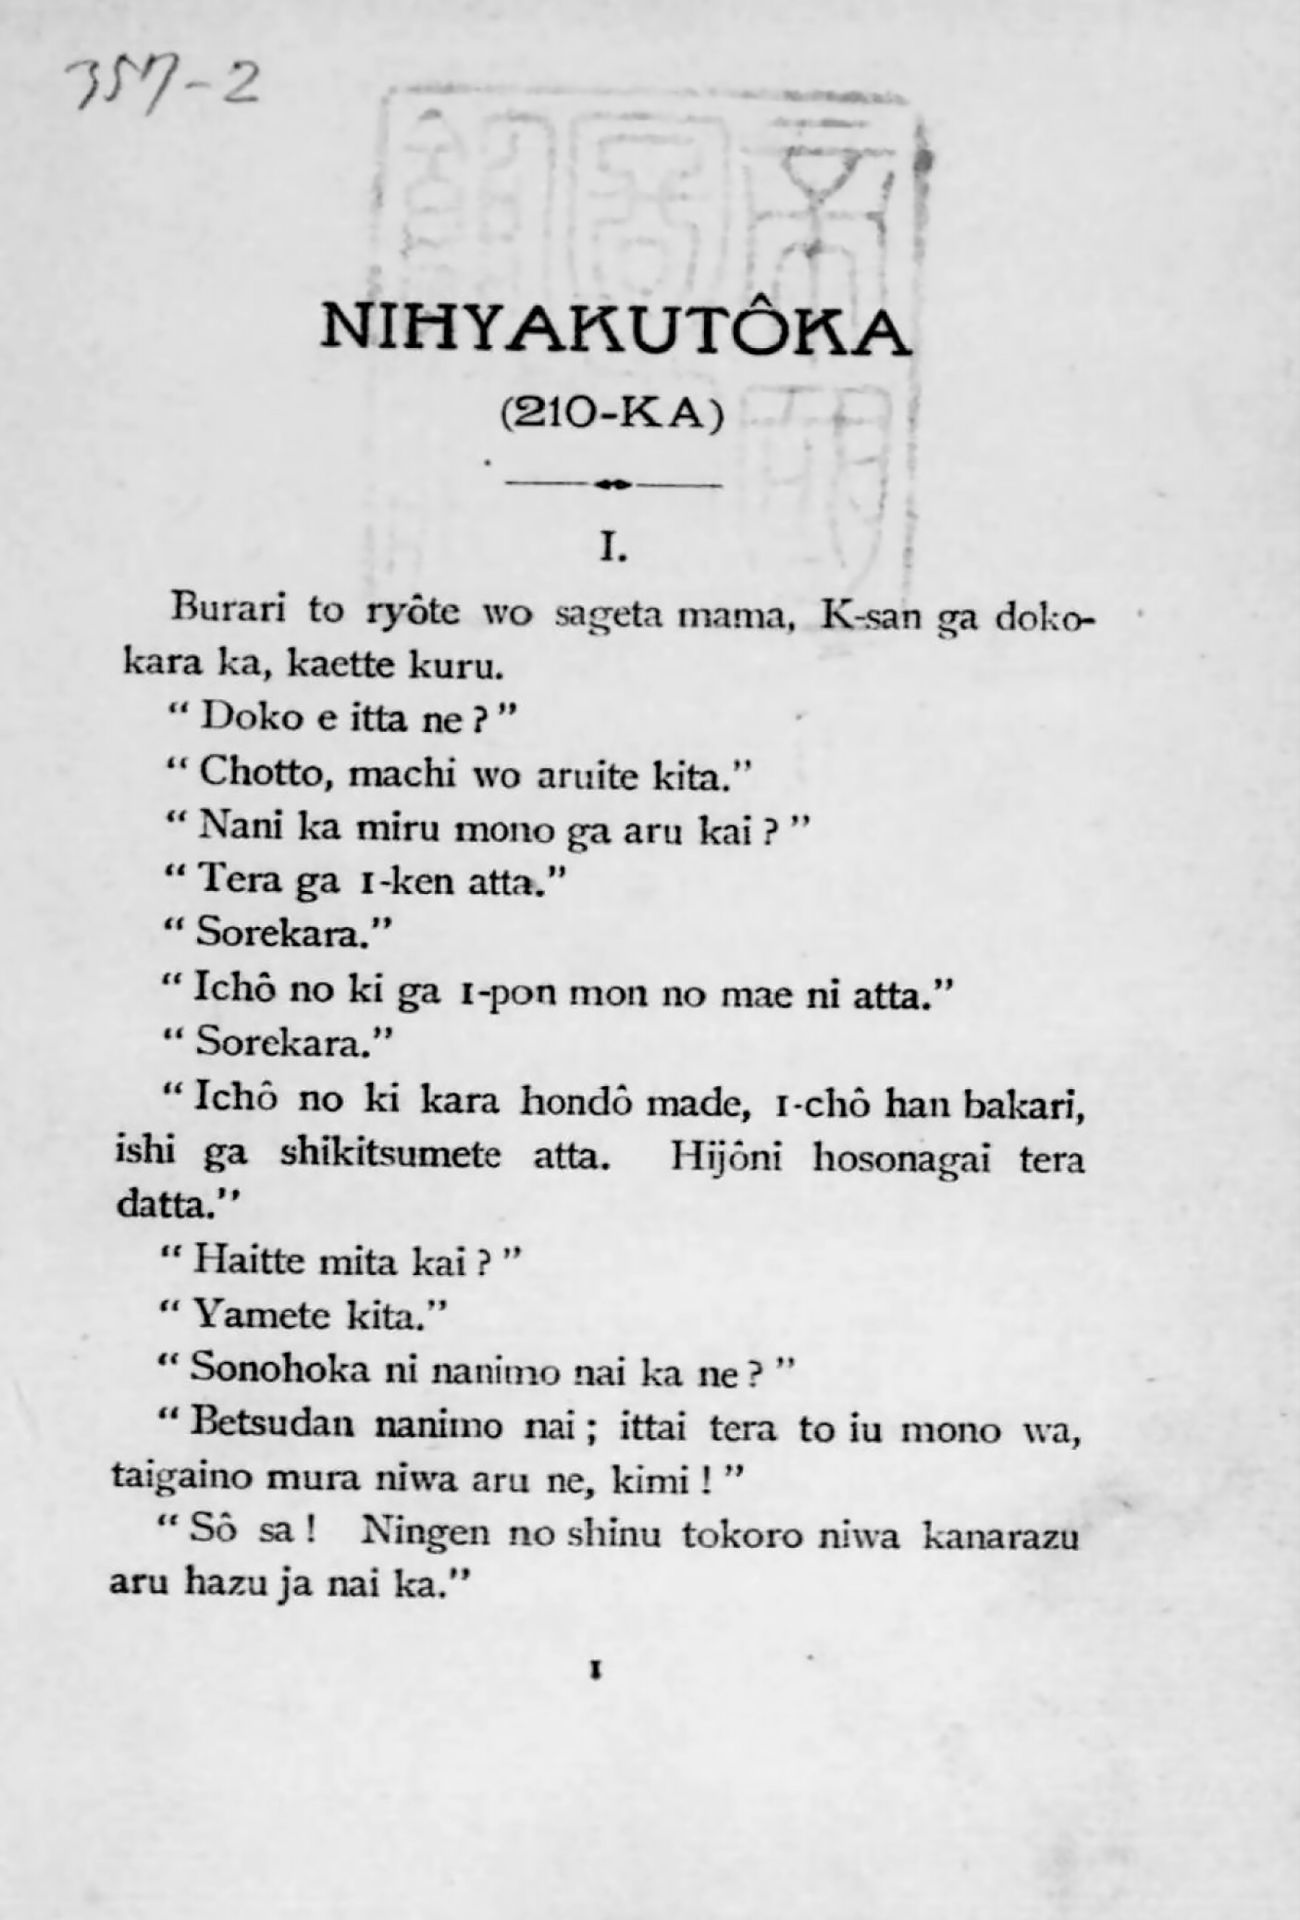 357-2
NIHYAKUTÔKA
(210-KA)
I.
Burari to ryôte wo sageta mama, K-san ga doko-
kara ka, kaette kuru.
“ Doko e itta ne ? ”
“ Chotto, machi wo aruite kita.”
“ Nani ka miru mono ga aru kai ? ”
“ Tera ga 1-ken atta.”
“ Sorekara.”
“ Ichô no ki ga 1-pon mon no mae ni atta.”
“ Sorekara.”
“ Ichô no ki kara hondô made, 1-chô han bakari,
ishi ga shikitsumete atta. Hijôni hosonagai tera
datta.”
“ Haitte mita kai ? ”
“ Yamete kita.”
“ Sonohoka ni nanimo nai ka ne ? ”
“ Betsudan nanimo nai ; ittai tera to iu mono wa,
taigaino mura niwa aru ne, kimi ! ”
“ Sô sa ! Ningen no shinu tokoro niwa kanarazu
aru hazu ja nai ka.”
1